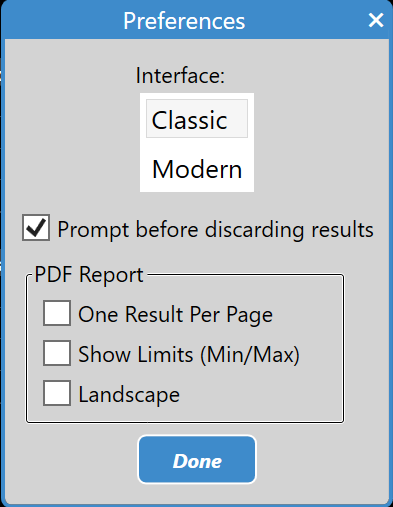 Preferences
Interface:
Classic
Modern
Prompt before discarding results
PDF Report
One Result Per Page
Show Limits (Min/Max)
Landscape
Done